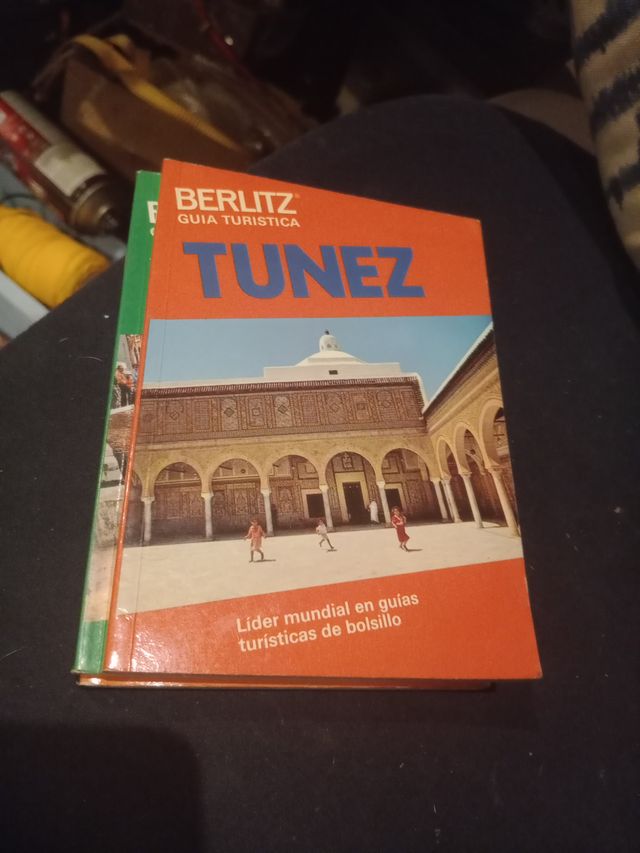 BERLITZ®
GUIA TURISTICA
TUNEZ
Líder mundial en guías
turísticas de bolsillo